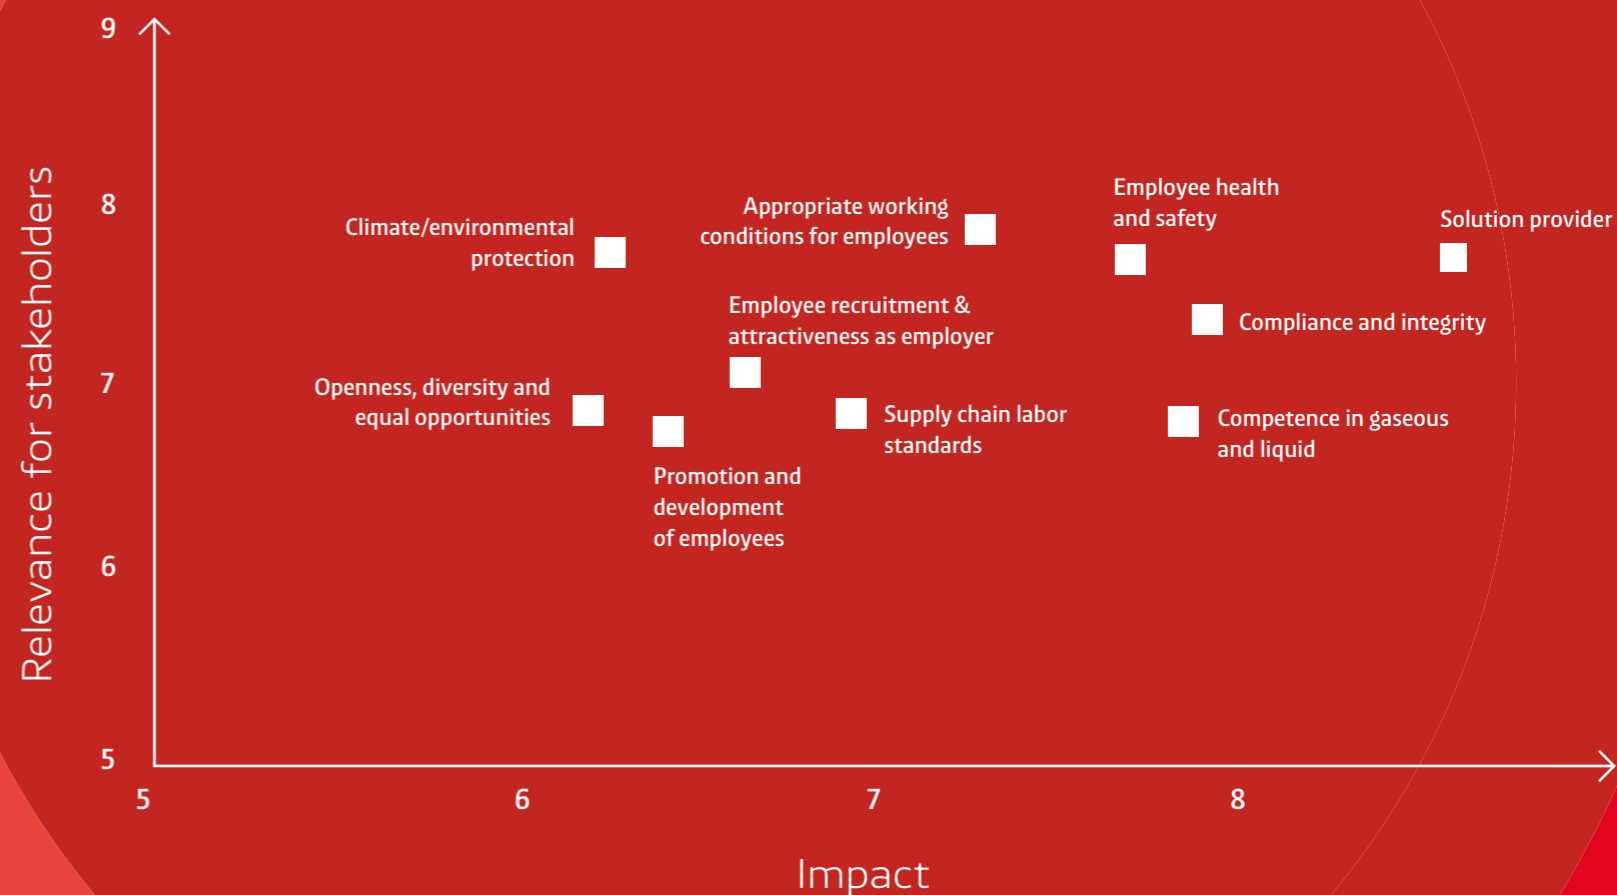 9
8
7
6
5
Relevance for stakeholders
Climate/environmental
protection
Appropriate working
conditions for employees
Employee health
and safety
Solution provider
Employee recruitment &
attractiveness as employer
Compliance and integrity
Openness, diversity and
equal opportunities
Supply chain labor
standards
Competence in gaseous
and liquid
Promotion and
development
of employees
5 6 7 8
Impact